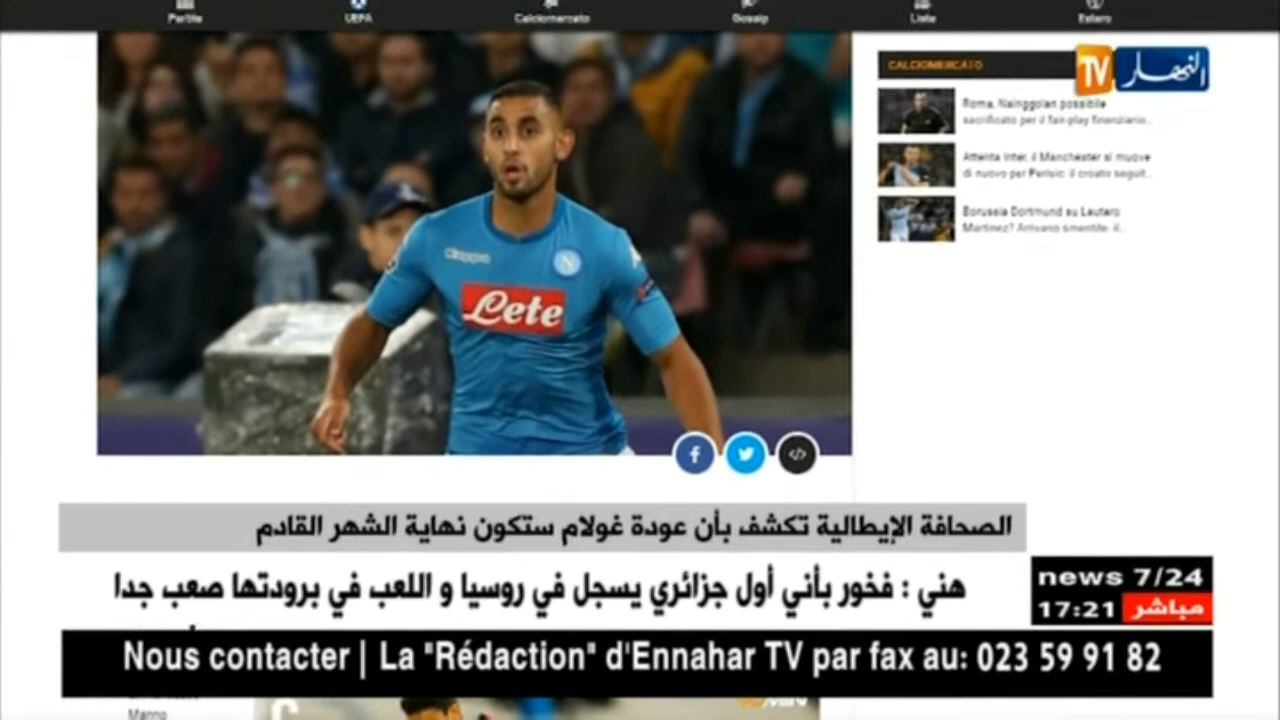 Partite UEFA Calciomercato Gossip Liste Estero
CALCIOMERCATO
TV النهار
Roma, Nainggolan possibile
sacrificato per il fair-play finanziario..
Attenta Inter, il Manchester si muove
di nuovo per Perisic: il croato seguit..
Borussia Dortmund su Lautaro
Martinez? Arrivano smentite: il..
Kappa
N
Lete
f
</>
الصحافة الإيطالية تكشف بأن عودة غولام ستكون نهاية الشهر القادم
هني : فخور بأني أول جزائري يسجل في روسيا و اللعب في برودتها صعب جدا
news 7/24
17:21 مباشر
Nous contacter | La "Rédaction" d'Ennahar TV par fax au: 023 59 91 82